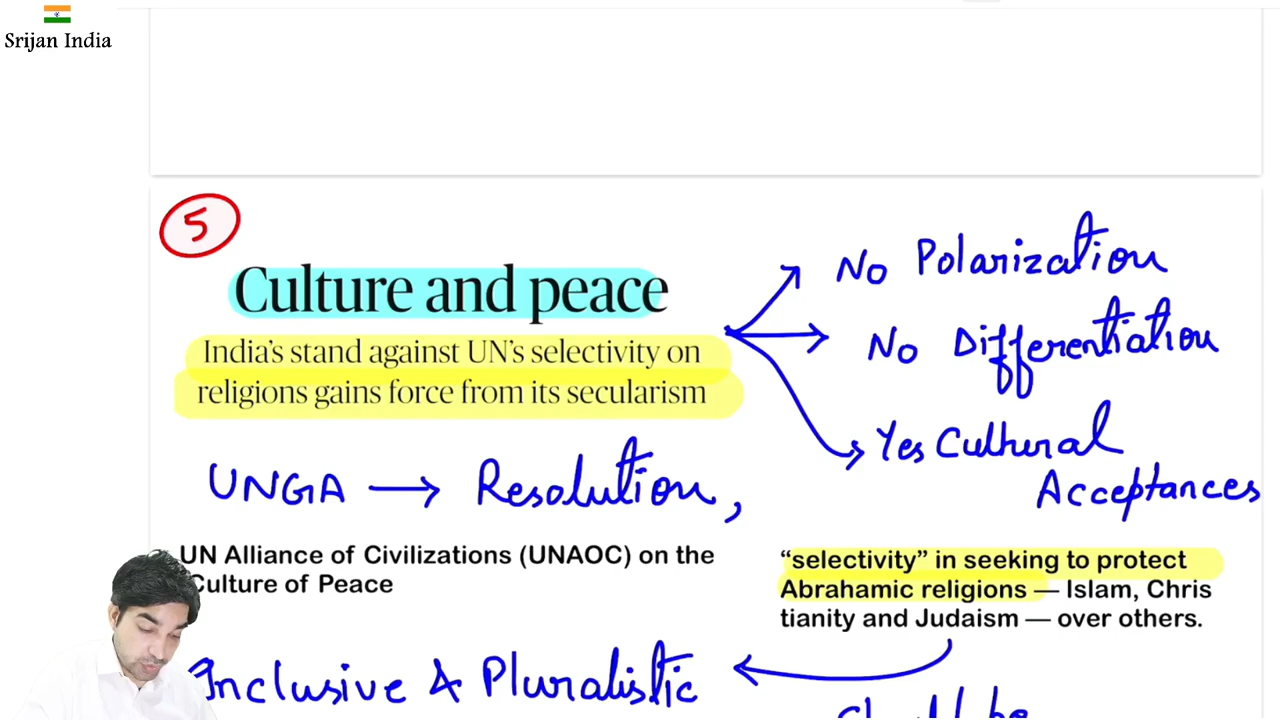 Srijan India
5
Culture and peace
India's stand against UN's selectivity on
religions gains force from its secularism
No Polarization
No Differentiation
Yes Cultural
Acceptances
UNGA → Resolution,
UN Alliance of Civilizations (UNAOC) on the
Culture of Peace
"selectivity" in seeking to protect
Abrahamic religions — Islam, Chris
tianity and Judaism — over others.
Inclusive & Pluralistic
Should be